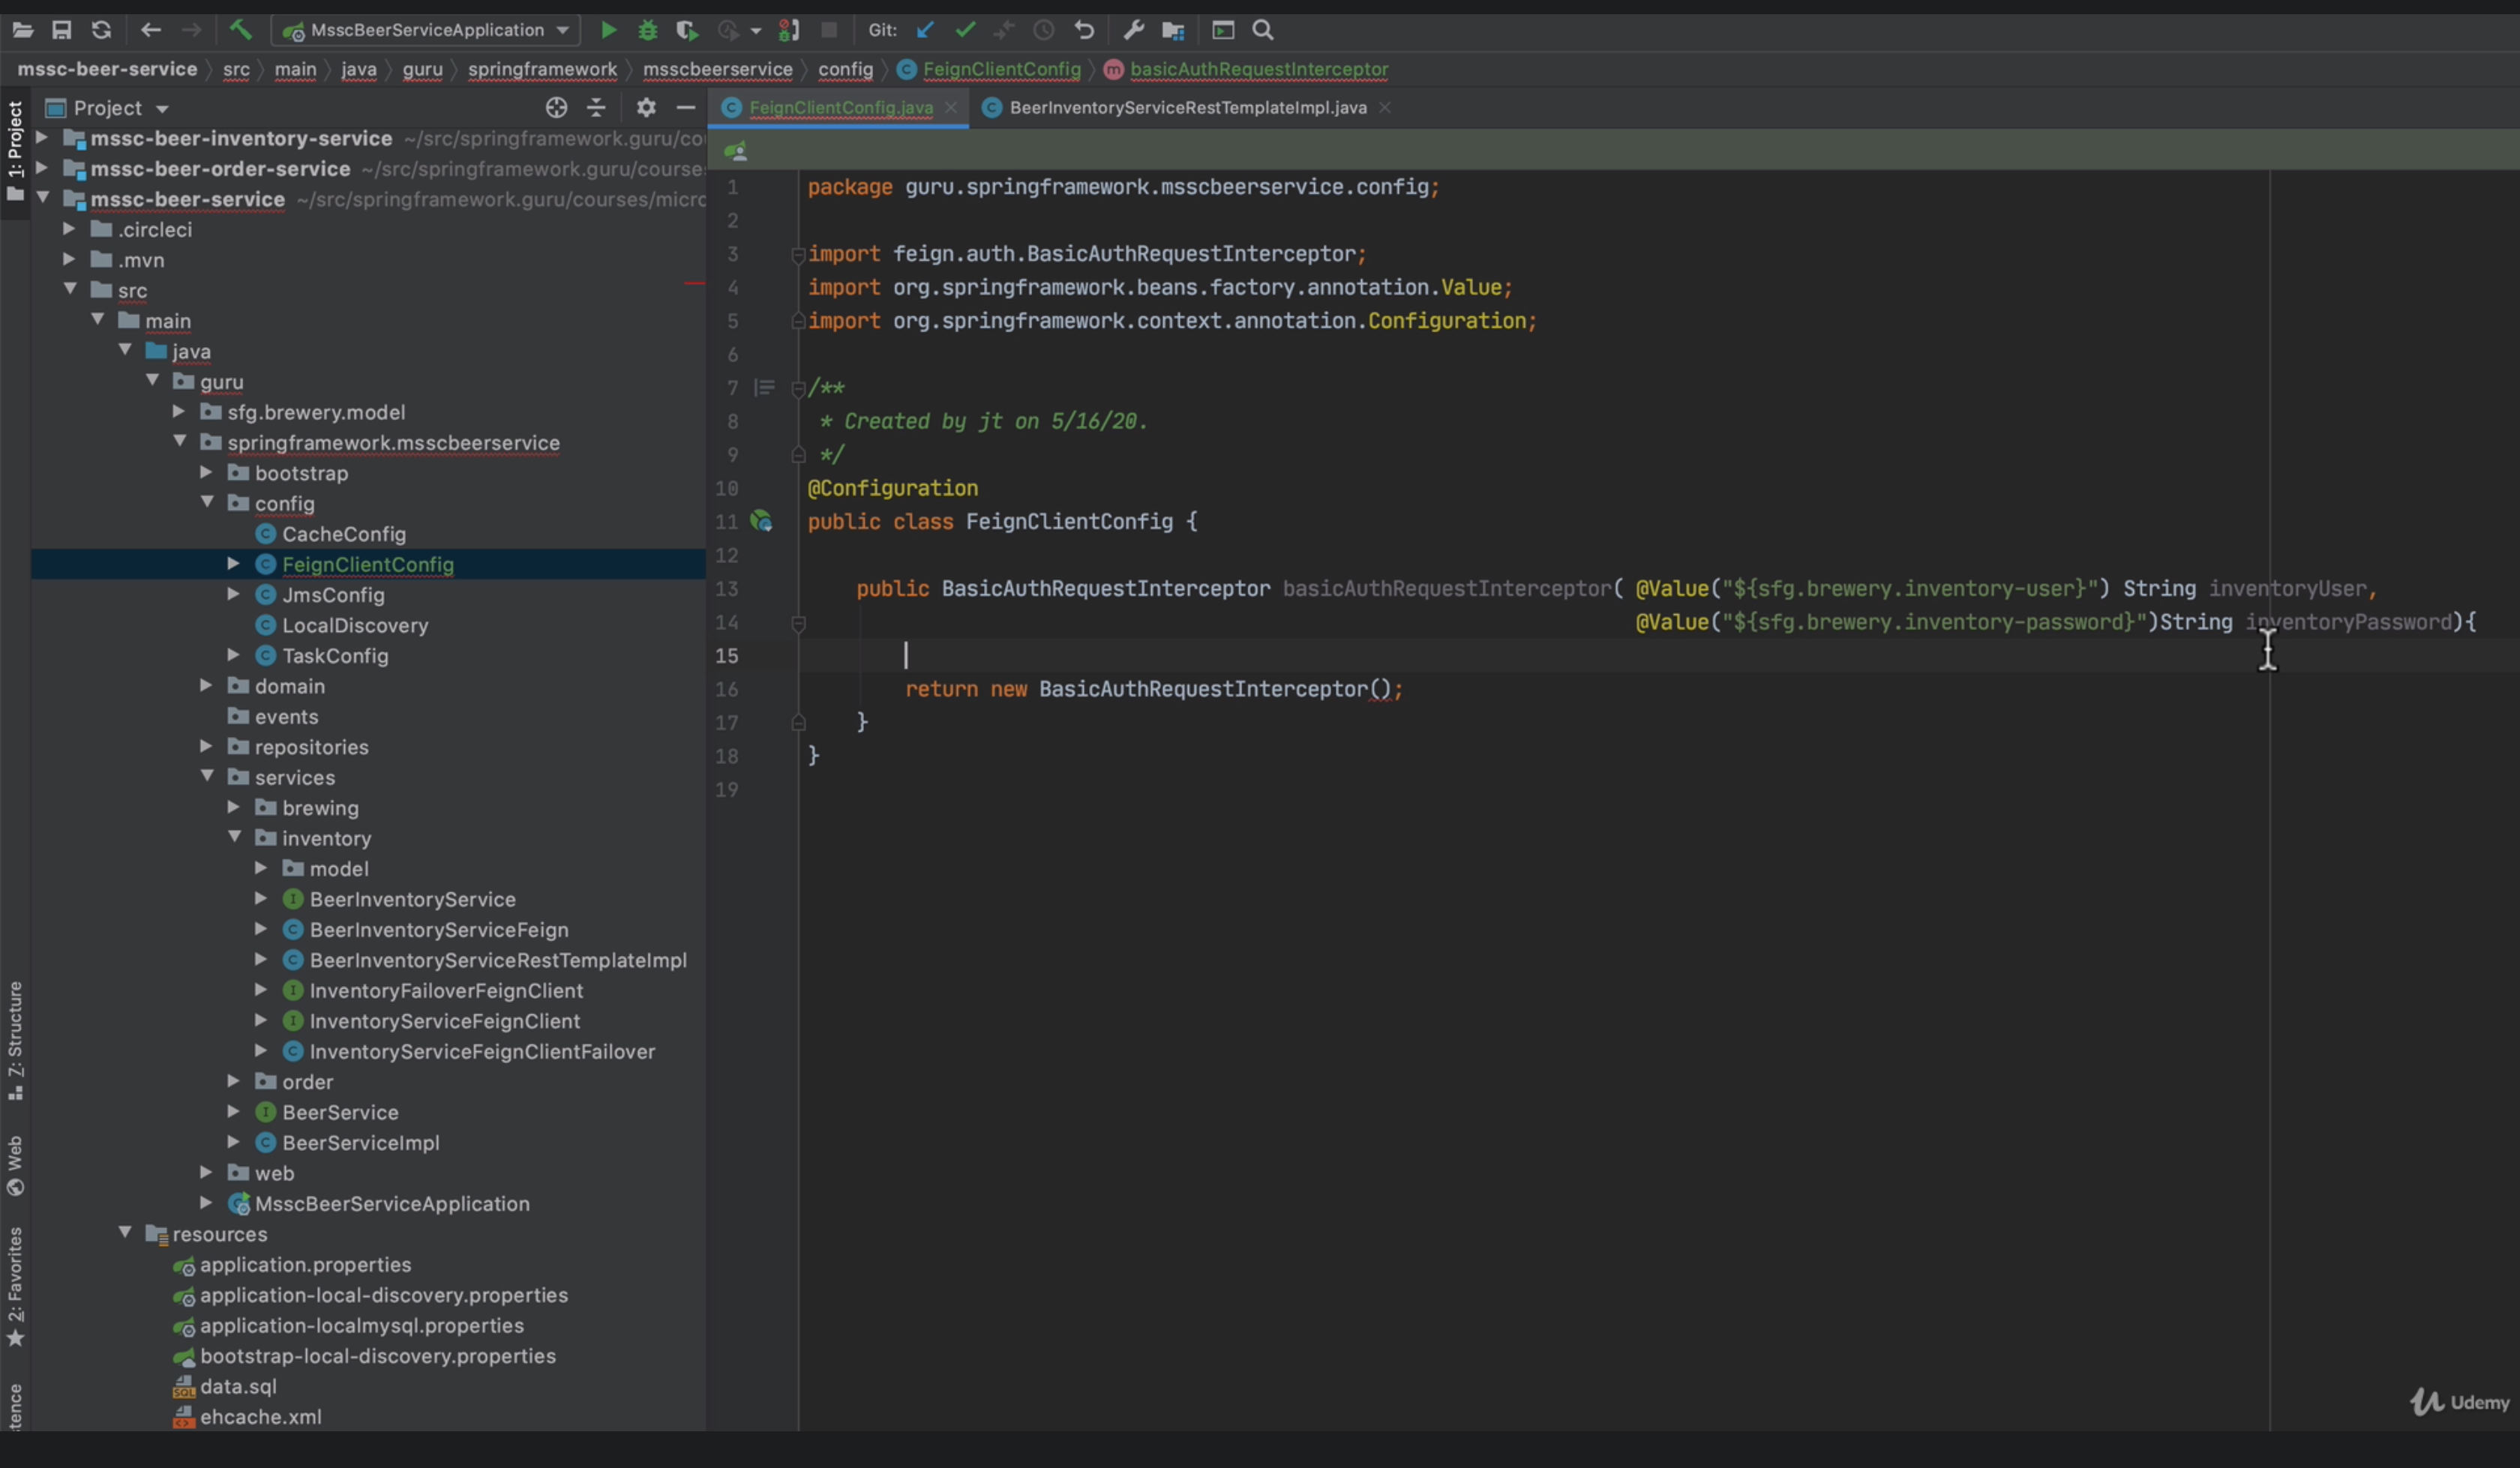 MsscBeerServiceApplication Git:
mssc-beer-service src main java guru springframework msscbeerservice config FeignClientConfig basicAuthRequestInterceptor
Project
FeignClientConfig.java
BeerInventoryServiceRestTemplateImpl.java
1: Project
7: Structure
Web
2: Favorites
tence
mssc-beer-inventory-service ~/src/springframework.guru/co
mssc-beer-order-service ~/src/springframework.guru/course
mssc-beer-service ~/src/springframework.guru/courses/micro
.circleci
.mvn
src
main
java
guru
sfg.brewery.model
springframework.msscbeerservice
bootstrap
config
CacheConfig
FeignClientConfig
JmsConfig
LocalDiscovery
TaskConfig
domain
events
repositories
services
brewing
inventory
model
BeerInventoryService
BeerInventoryServiceFeign
BeerInventoryServiceRestTemplateImpl
InventoryFailoverFeignClient
InventoryServiceFeignClient
InventoryServiceFeignClientFailover
order
BeerService
BeerServiceImpl
web
MsscBeerServiceApplication
resources
application.properties
application-local-discovery.properties
application-localmysql.properties
bootstrap-local-discovery.properties
data.sql
ehcache.xml
1 package guru.springframework.msscbeerservice.config;
2
3 import feign.auth.BasicAuthRequestInterceptor;
4 import org.springframework.beans.factory.annotation.Value;
5 import org.springframework.context.annotation.Configuration;
6
7 /**
8 * Created by jt on 5/16/20.
9 */
10 @Configuration
11 public class FeignClientConfig {
12
13 public BasicAuthRequestInterceptor basicAuthRequestInterceptor( @Value("${sfg.brewery.inventory-user}") String inventoryUser,
14 @Value("${sfg.brewery.inventory-password}")String inventoryPassword){
15
16 return new BasicAuthRequestInterceptor();
17 }
18 }
19
Udemy